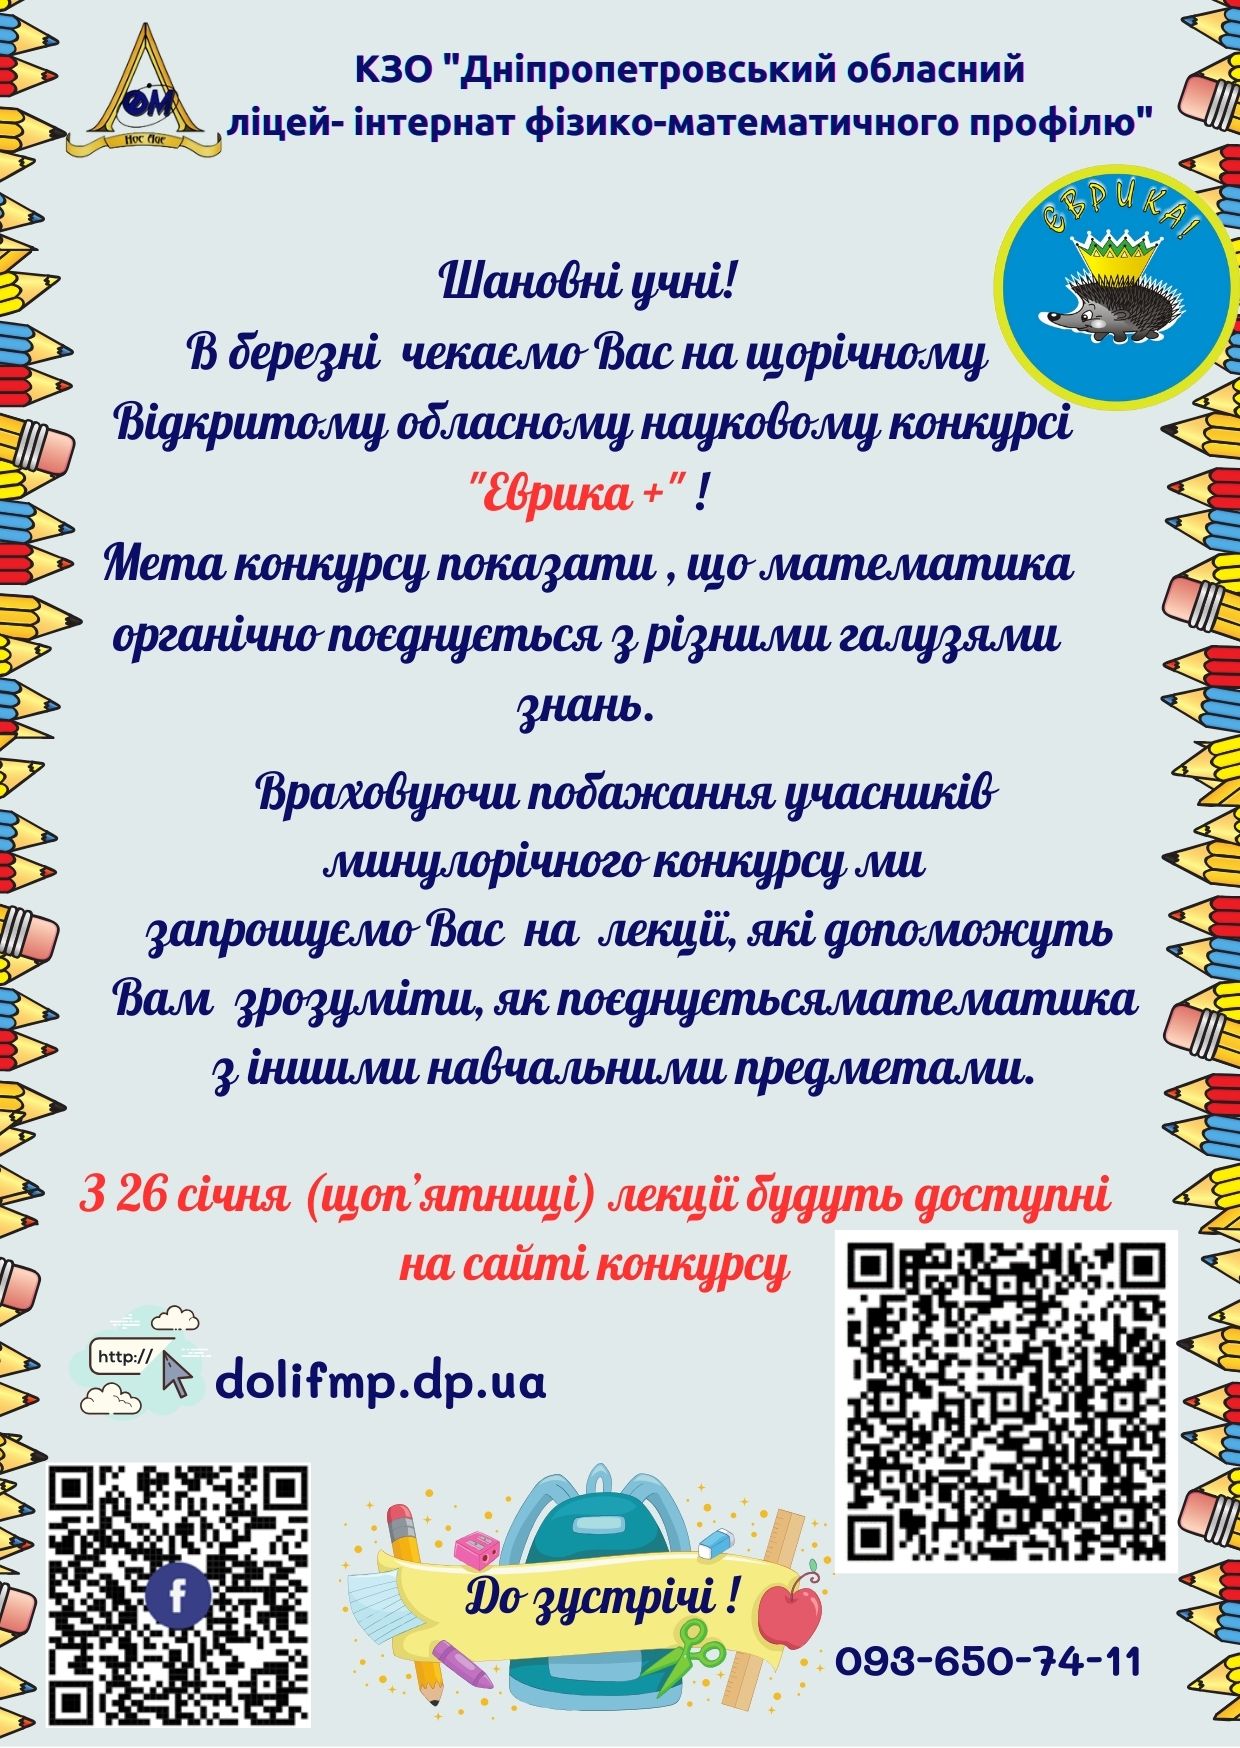 КЗО "Дніпропетровський обласний
ліцей- інтернат фізико-математичного профілю"
ФМ
Hoc Age
ЄВРИКА!
Шановні учні!
В березні чекаємо Вас на щорічному
Відкритому обласному науковому конкурсі
"Еврика +" !
Мета конкурсу показати , що математика
органічно поєднується з різними галузями
знань.
Враховуючи побажання учасників
минулорічного конкурсу ми
запрошуємо Вас на лекції, які допоможуть
Вам зрозуміти, як поєднуєтьсяматематика
з іншими навчальними предметами.
З 26 січня (щоп’ятниці) лекції будуть доступні
на сайті конкурсу
http://
dolifmp.dp.ua
f
До зустрічі !
093-650-74-11